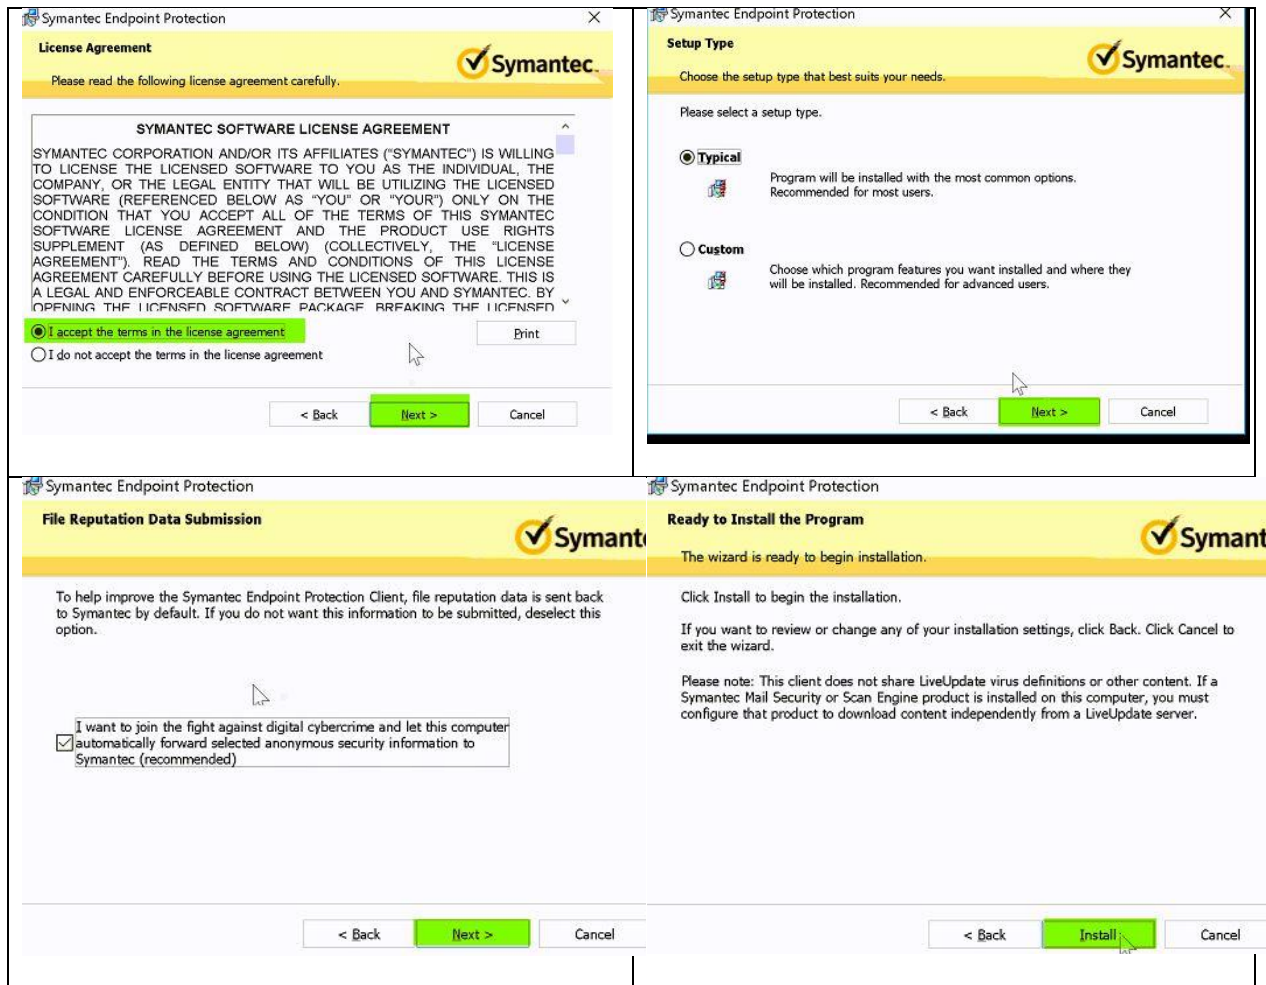 Symantec Endpoint Protection
License Agreement
Please read the following license agreement carefully.
Symantec.
SYMANTEC SOFTWARE LICENSE AGREEMENT
SYMANTEC CORPORATION AND/OR ITS AFFILIATES ("SYMANTEC") IS WILLING
TO LICENSE THE LICENSED SOFTWARE TO YOU AS THE INDIVIDUAL, THE
COMPANY, OR THE LEGAL ENTITY THAT WILL BE UTILIZING THE LICENSED
SOFTWARE (REFERENCED BELOW AS "YOU" OR "YOUR") ONLY ON THE
CONDITION THAT YOU ACCEPT ALL OF THE TERMS OF THIS SYMANTEC
SOFTWARE LICENSE AGREEMENT AND THE PRODUCT USE RIGHTS
SUPPLEMENT (AS DEFINED BELOW) (COLLECTIVELY, THE "LICENSE
AGREEMENT"). READ THE TERMS AND CONDITIONS OF THIS LICENSE
AGREEMENT CAREFULLY BEFORE USING THE LICENSED SOFTWARE. THIS IS
A LEGAL AND ENFORCEABLE CONTRACT BETWEEN YOU AND SYMANTEC. BY
OPENING THE LICENSED SOFTWARE PACKAGE, BREAKING THE LICENSED
I accept the terms in the license agreement
Print
I do not accept the terms in the license agreement
< Back
Next >
Cancel
Symantec Endpoint Protection
Setup Type
Choose the setup type that best suits your needs.
Symantec.
Please select a setup type.
Typical
Program will be installed with the most common options.
Recommended for most users.
Custom
Choose which program features you want installed and where they
will be installed. Recommended for advanced users.
< Back
Next >
Cancel
Symantec Endpoint Protection
File Reputation Data Submission
Symante
To help improve the Symantec Endpoint Protection Client, file reputation data is sent back
to Symantec by default. If you do not want this information to be submitted, deselect this
option.
I want to join the fight against digital cybercrime and let this computer
automatically forward selected anonymous security information to
Symantec (recommended)
< Back
Next >
Cancel
Symantec Endpoint Protection
Ready to Install the Program
The wizard is ready to begin installation.
Symant
Click Install to begin the installation.
If you want to review or change any of your installation settings, click Back. Click Cancel to
exit the wizard.
Please note: This client does not share LiveUpdate virus definitions or other content. If a
Symantec Mail Security or Scan Engine product is installed on this computer, you must
configure that product to download content independently from a LiveUpdate server.
< Back
Install
Cancel